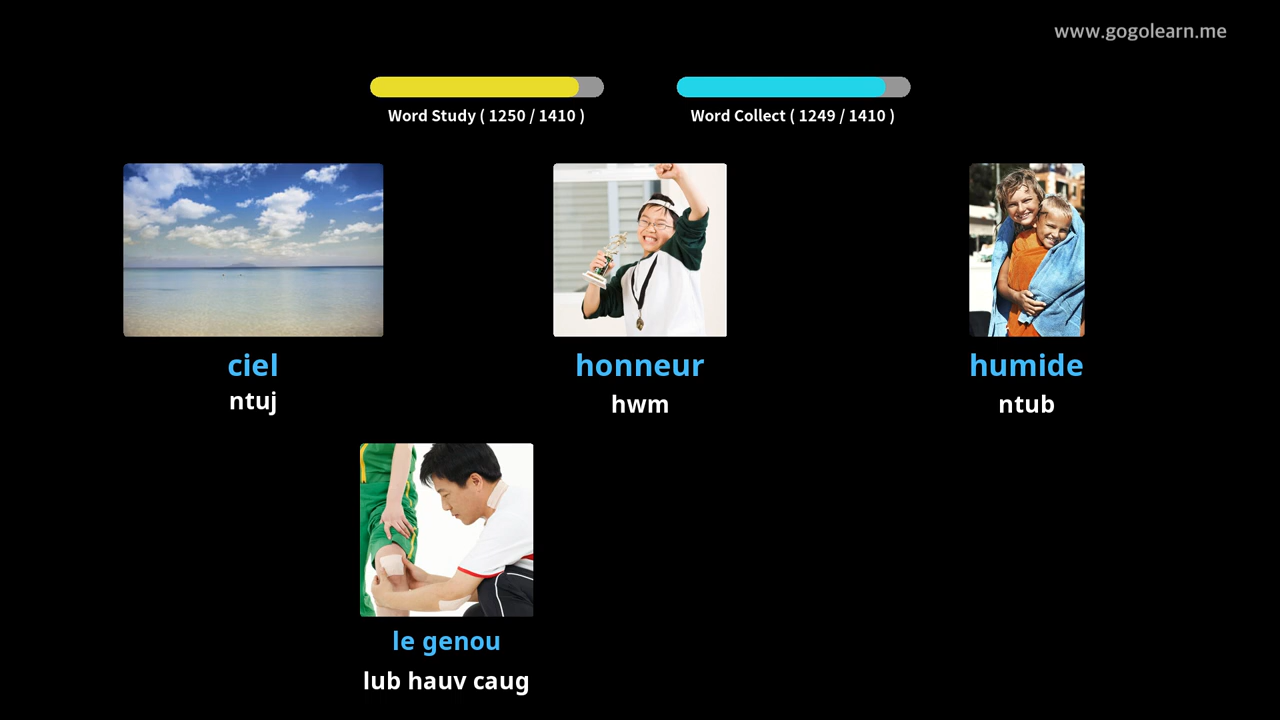 www.gogolearn.me
Word Study ( 1250 / 1410 )
Word Collect ( 1249 / 1410 )
ciel
ntuj
honneur
hwm
humide
ntub
le genou
lub hauv caug